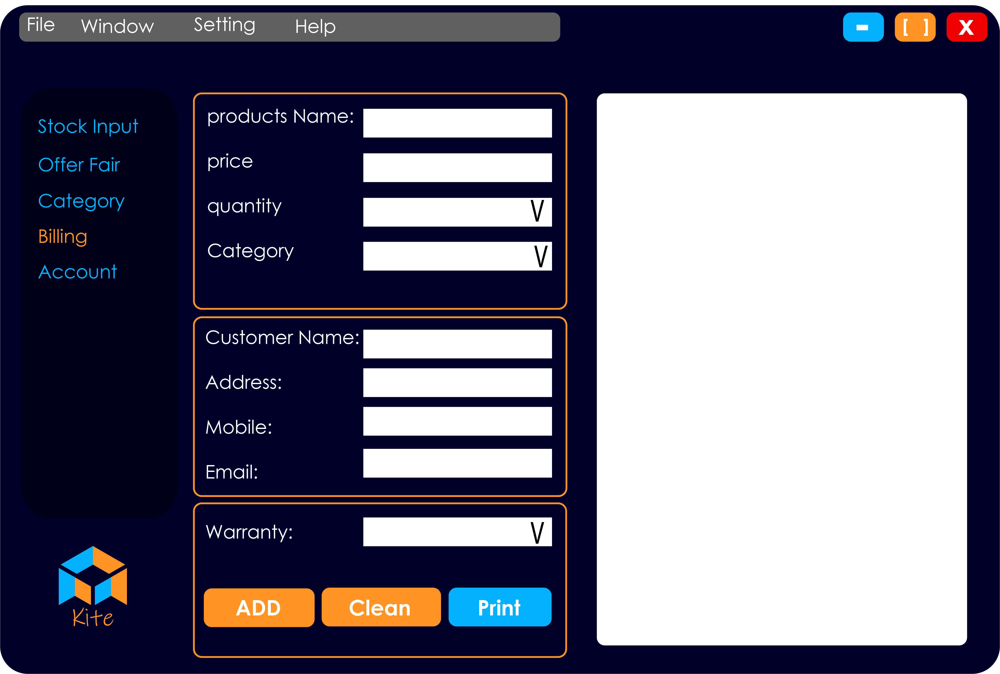 File Window Setting Help - [ ] X
Stock Input
Offer Fair
Category
Billing
Account
products Name:
price
quantity V
Category V
Customer Name:
Address:
Mobile:
Email:
Warranty: V
ADD Clean Print
Kite